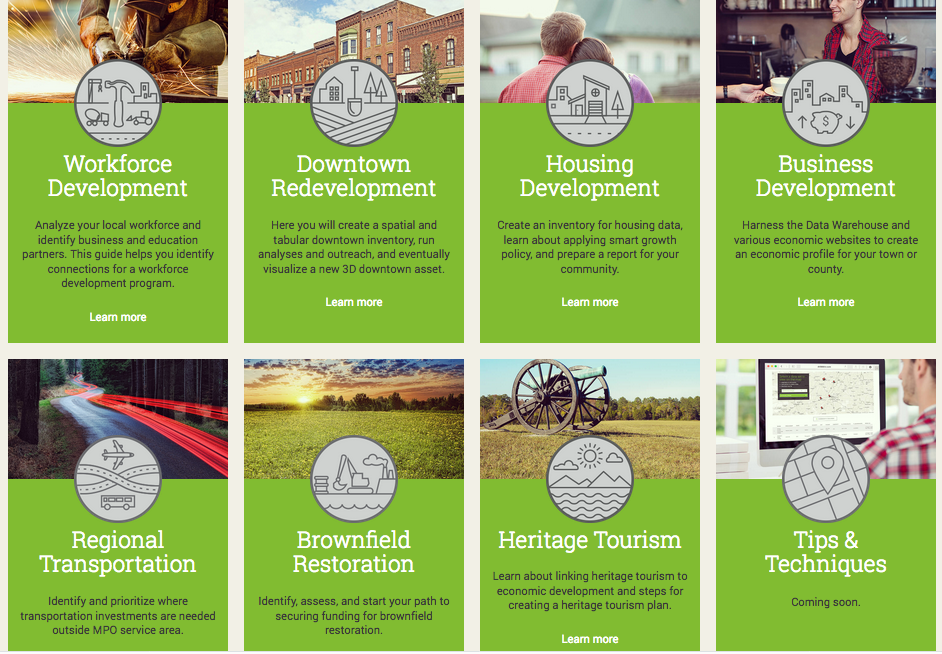 Workforce
Development
Analyze your local workforce and
identify business and education
partners. This guide helps you identify
connections for a workforce
development program.
Learn more
Downtown
Redevelopment
Here you will create a spatial and
tabular downtown inventory, run
analyses and outreach, and eventually
visualize a new 3D downtown asset.
Learn more
Housing
Development
Create an inventory for housing data,
learn about applying smart growth
policy, and prepare a report for your
community.
Learn more
Business
Development
Harness the Data Warehouse and
various economic websites to create
an economic profile for your town or
county.
Learn more
Regional
Transportation
Identify and prioritize where
transportation investments are needed
outside MPO service area.
Brownfield
Restoration
Identify, assess, and start your path to
securing funding for brownfield
restoration.
Heritage Tourism
Learn about linking heritage tourism to
economic development and steps for
creating a heritage tourism plan.
Learn more
Tips &
Techniques
Coming soon.